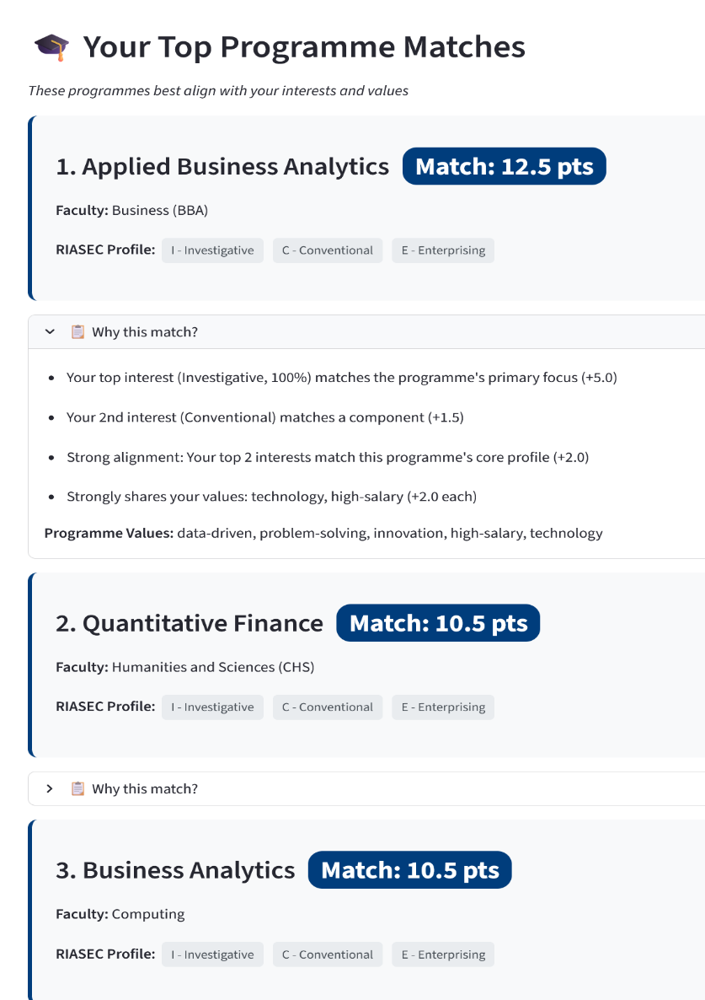 Your Top Programme Matches
These programmes best align with your interests and values
1. Applied Business Analytics Match: 12.5 pts
Faculty: Business (BBA)
RIASEC Profile: I - Investigative C - Conventional E - Enterprising
Why this match?
Your top interest (Investigative, 100%) matches the programme's primary focus (+5.0)
Your 2nd interest (Conventional) matches a component (+1.5)
Strong alignment: Your top 2 interests match this programme's core profile (+2.0)
Strongly shares your values: technology, high-salary (+2.0 each)
Programme Values: data-driven, problem-solving, innovation, high-salary, technology
2. Quantitative Finance Match: 10.5 pts
Faculty: Humanities and Sciences (CHS)
RIASEC Profile: I - Investigative C - Conventional E - Enterprising
Why this match?
3. Business Analytics Match: 10.5 pts
Faculty: Computing
RIASEC Profile: I - Investigative C - Conventional E - Enterprising